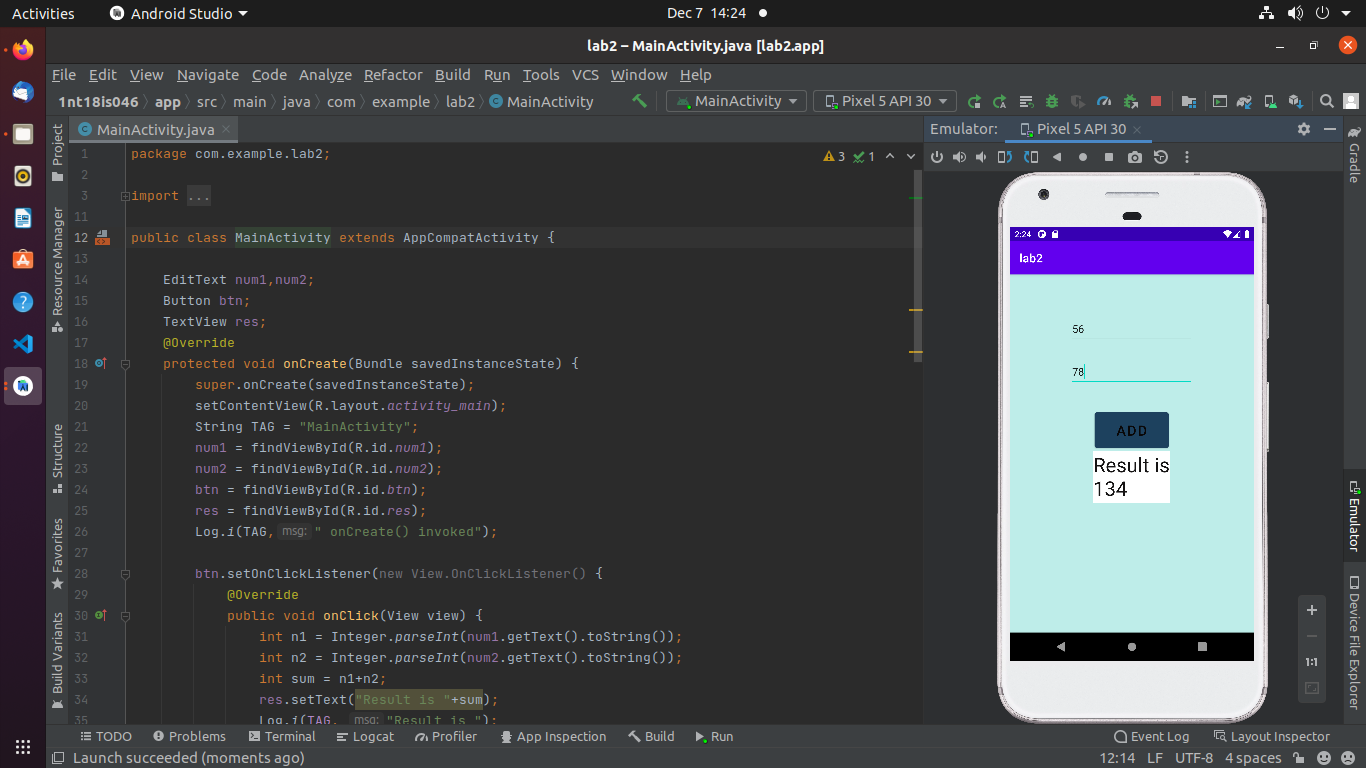 Activities Android Studio Dec 7 14:24
lab2 – MainActivity.java [lab2.app]
File Edit View Navigate Code Analyze Refactor Build Run Tools VCS Window Help
1nt18is046 app src main java com example lab2 MainActivity MainActivity Pixel 5 API 30
Project
Resource Manager
Structure
Favorites
Build Variants
MainActivity.java
3 1
1 package com.example.lab2;
2
3 import ...
11
12 public class MainActivity extends AppCompatActivity {
13
14 EditText num1,num2;
15 Button btn;
16 TextView res;
17 @Override
18 protected void onCreate(Bundle savedInstanceState) {
19 super.onCreate(savedInstanceState);
20 setContentView(R.layout.activity_main);
21 String TAG = "MainActivity";
22 num1 = findViewById(R.id.num1);
23 num2 = findViewById(R.id.num2);
24 btn = findViewById(R.id.btn);
25 res = findViewById(R.id.res);
26 Log.i(TAG, msg: " onCreate() invoked");
27
28 btn.setOnClickListener(new View.OnClickListener() {
29 @Override
30 public void onClick(View view) {
31 int n1 = Integer.parseInt(num1.getText().toString());
32 int n2 = Integer.parseInt(num2.getText().toString());
33 int sum = n1+n2;
34 res.setText("Result is "+sum);
35 Log.i(TAG, msg: "Result is ");
Emulator: Pixel 5 API 30
2:24
lab2
56
78
ADD
Result is
134
1:1
Gradle
Emulator
Device File Explorer
TODO Problems Terminal Logcat Profiler App Inspection Build Run Event Log Layout Inspector
Launch succeeded (moments ago) 12:14 LF UTF-8 4 spaces